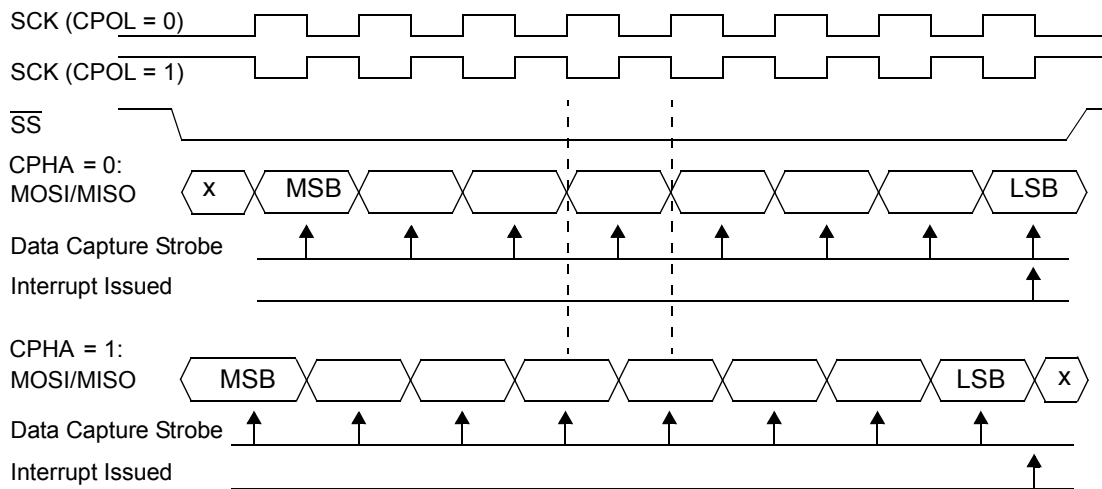 SCK (CPOL = 0)
SCK (CPOL = 1)
SS
CPHA = 0:
MOSI/MISO
x
MSB
LSB
Data Capture Strobe
Interrupt Issued
CPHA = 1:
MOSI/MISO
MSB
LSB
x
Data Capture Strobe
Interrupt Issued